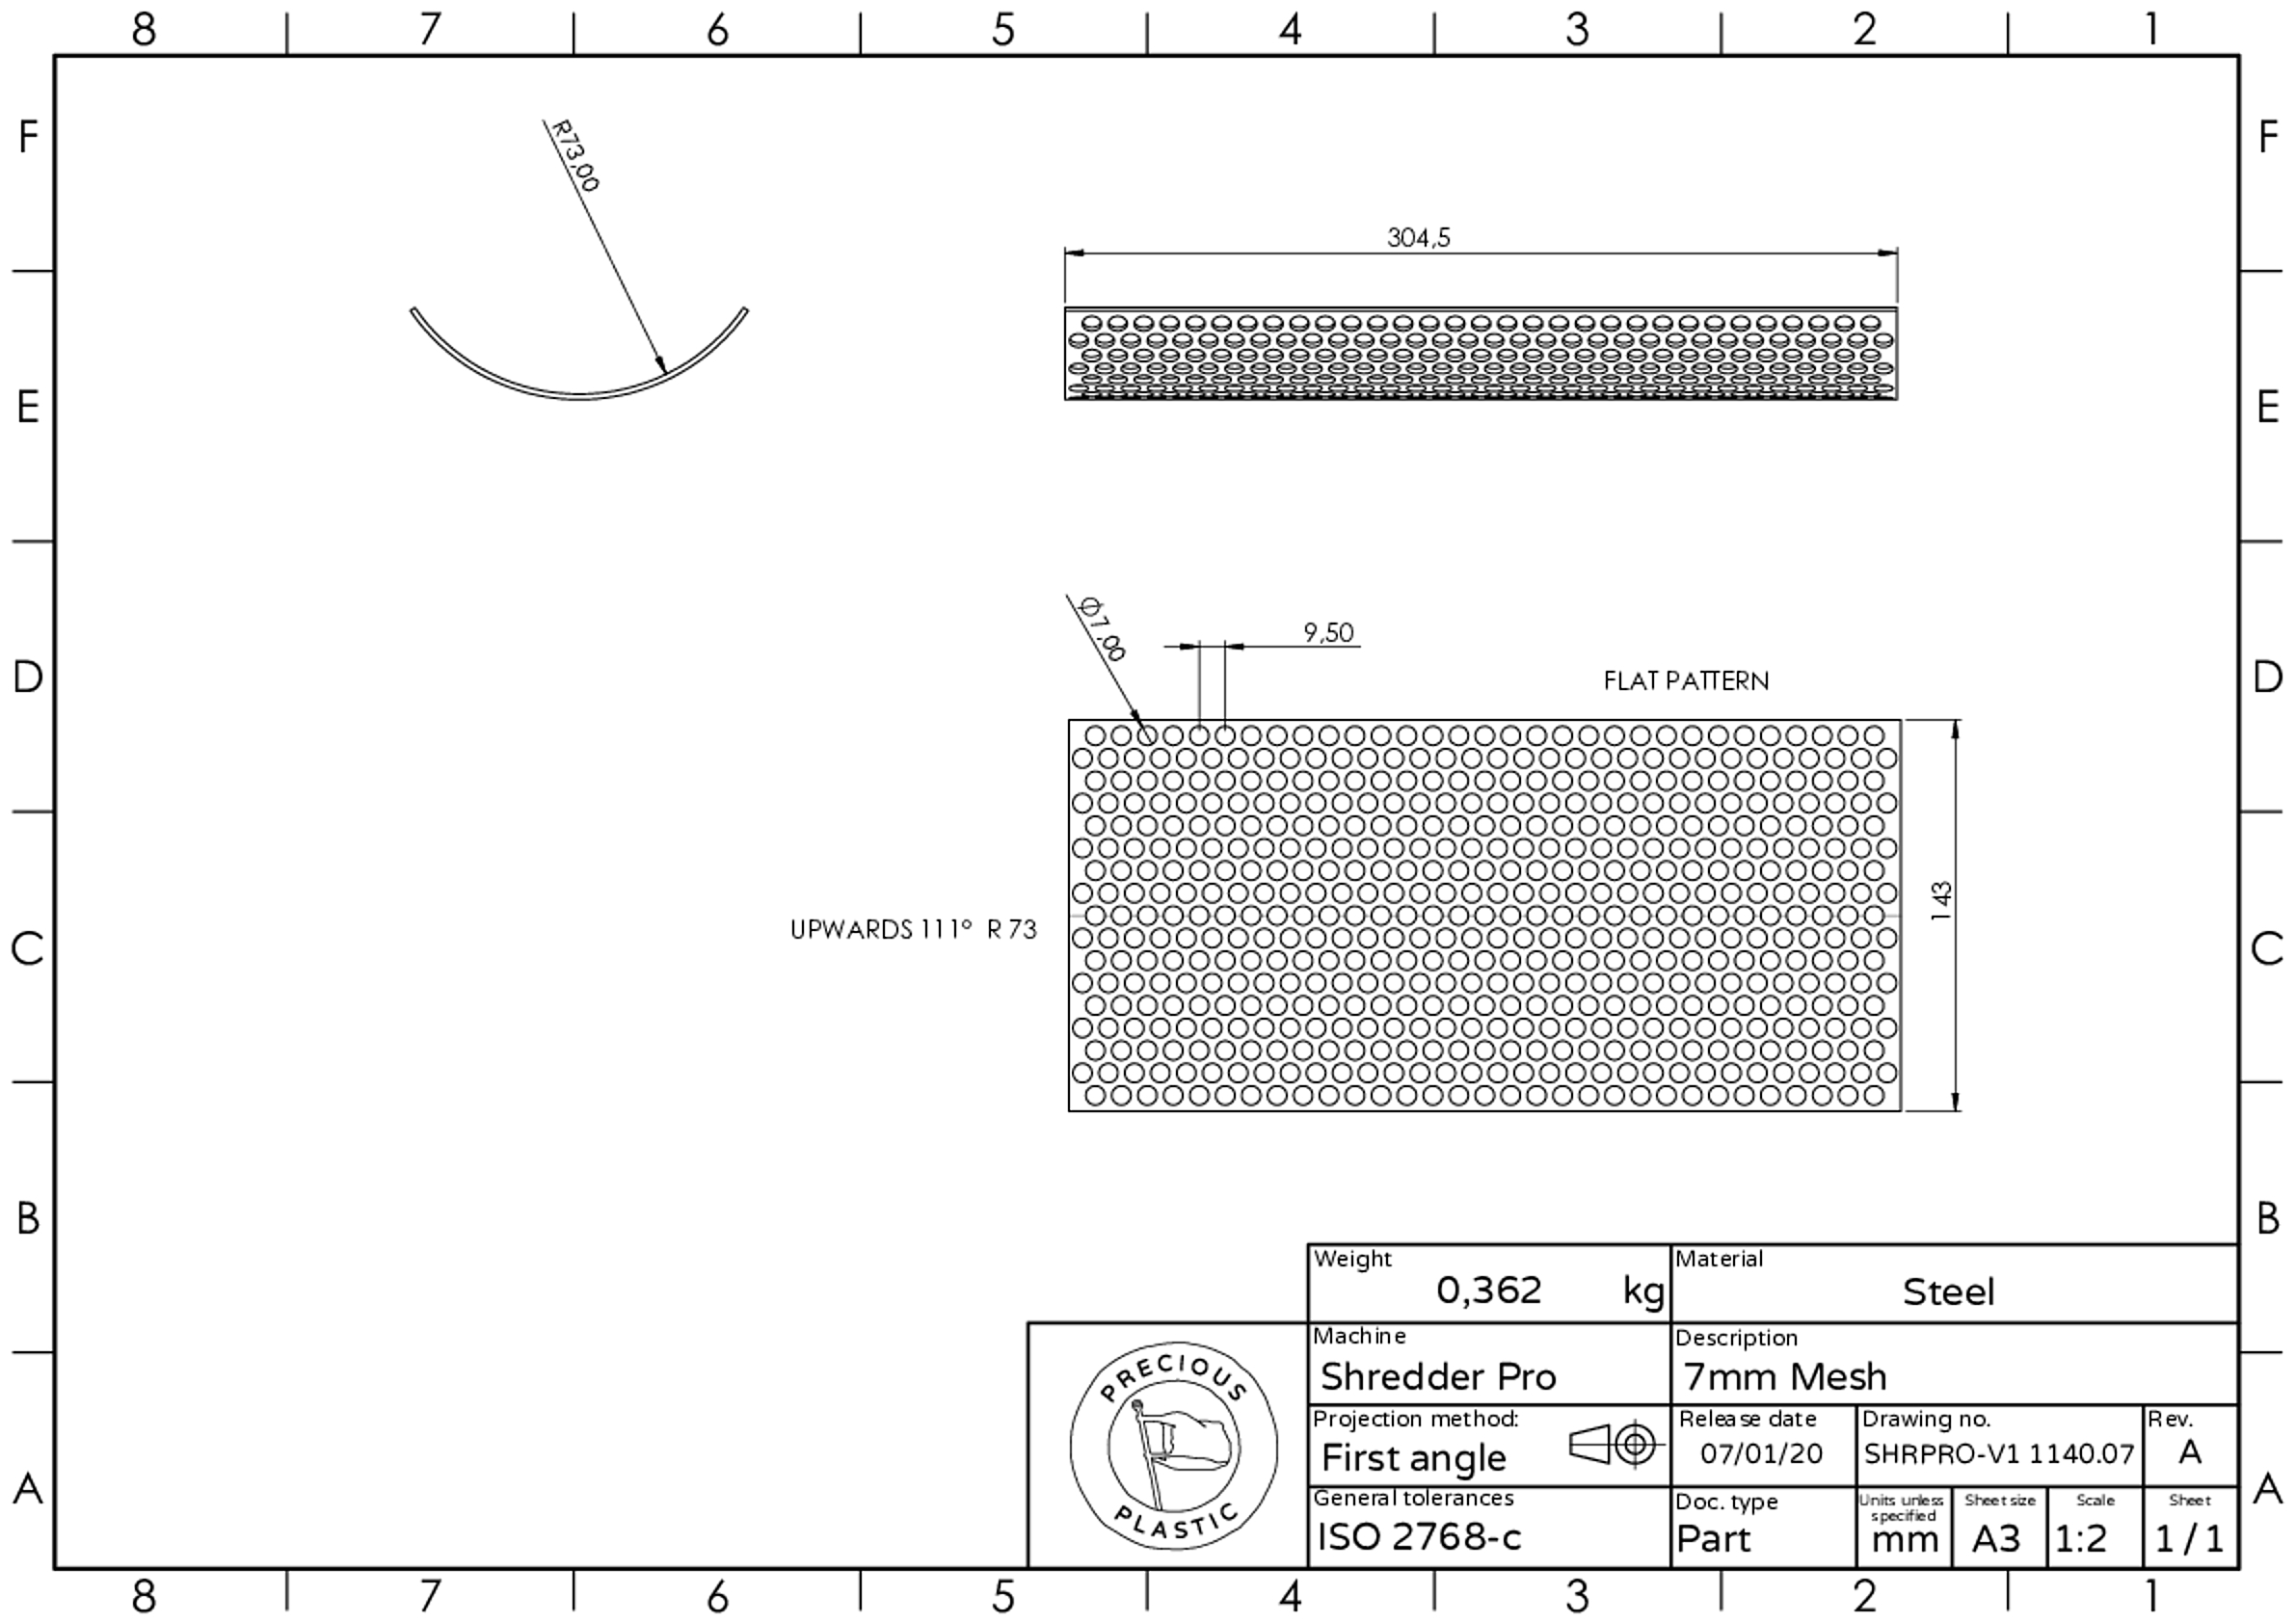 8 7 6 5 4 3 2 1
F F
R73,00
304,5
E E
Φ7,00
9,50
FLAT PATTERN
D D
143
UPWARDS 111° R 73
C C
B B
Weight
0,362 kg
Material
Steel
Machine
Shredder Pro
Description
7mm Mesh
PRECIOUS
PLASTIC
Projection method:
First angle
Release date
07/01/20
Drawing no.
SHRPRO-V1 1140.07
Rev.
A
A A
General tolerances
ISO 2768-c
Doc. type
Part
Units unless
specified
mm
Sheet size
A3
Scale
1:2
Sheet
1 / 1
8 7 6 5 4 3 2 1